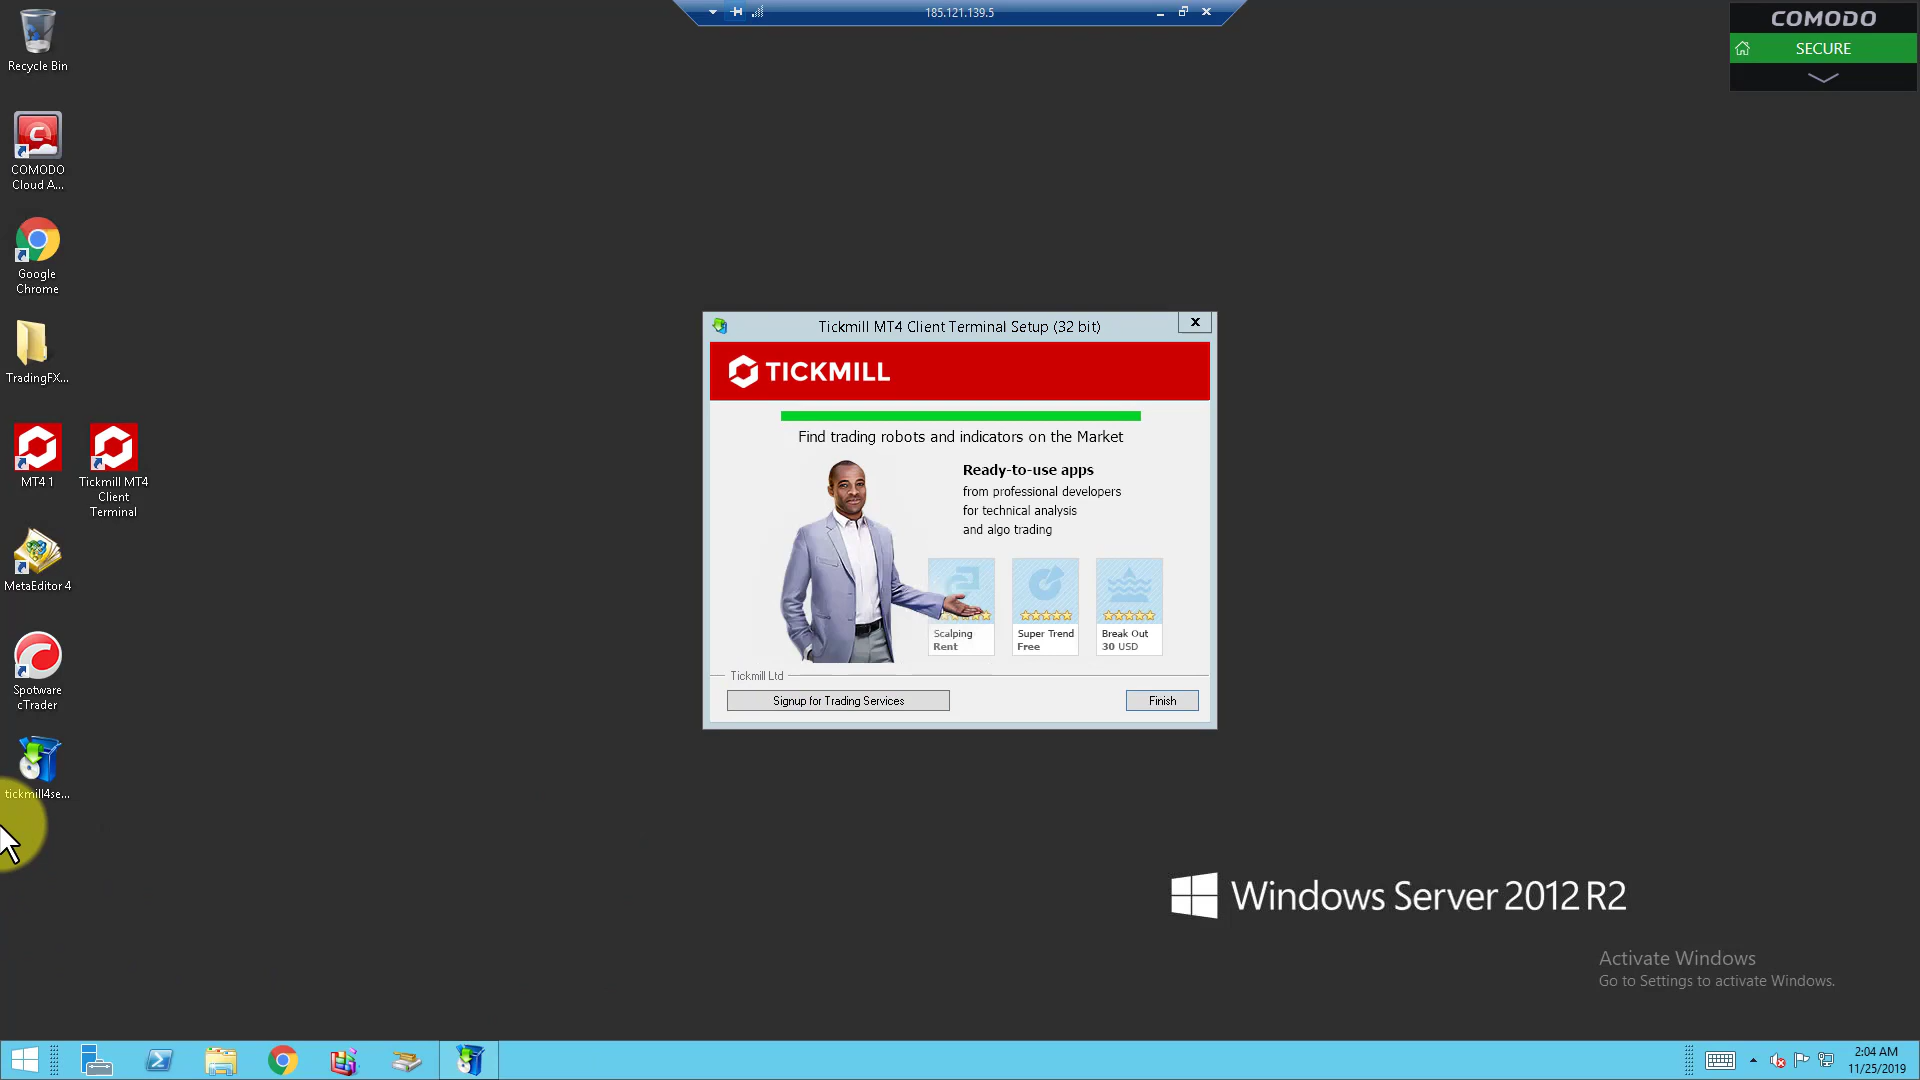 185.121.139.5
COMODO
SECURE
Recycle Bin
COMODO
Cloud A...
Google
Chrome
TradingFX...
MT4 1
Tickmill MT4
Client
Terminal
MetaEditor 4
Spotware
cTrader
tickmill4se...
Tickmill MT4 Client Terminal Setup (32 bit)
X
TICKMILL
Find trading robots and indicators on the Market
Ready-to-use apps
from professional developers
for technical analysis
and algo trading
Scalping
Rent
Super Trend
Free
Break Out
30 USD
Tickmill Ltd
Signup for Trading Services
Finish
Windows Server 2012 R2
Activate Windows
Go to Settings to activate Windows.
2:04 AM
11/25/2019